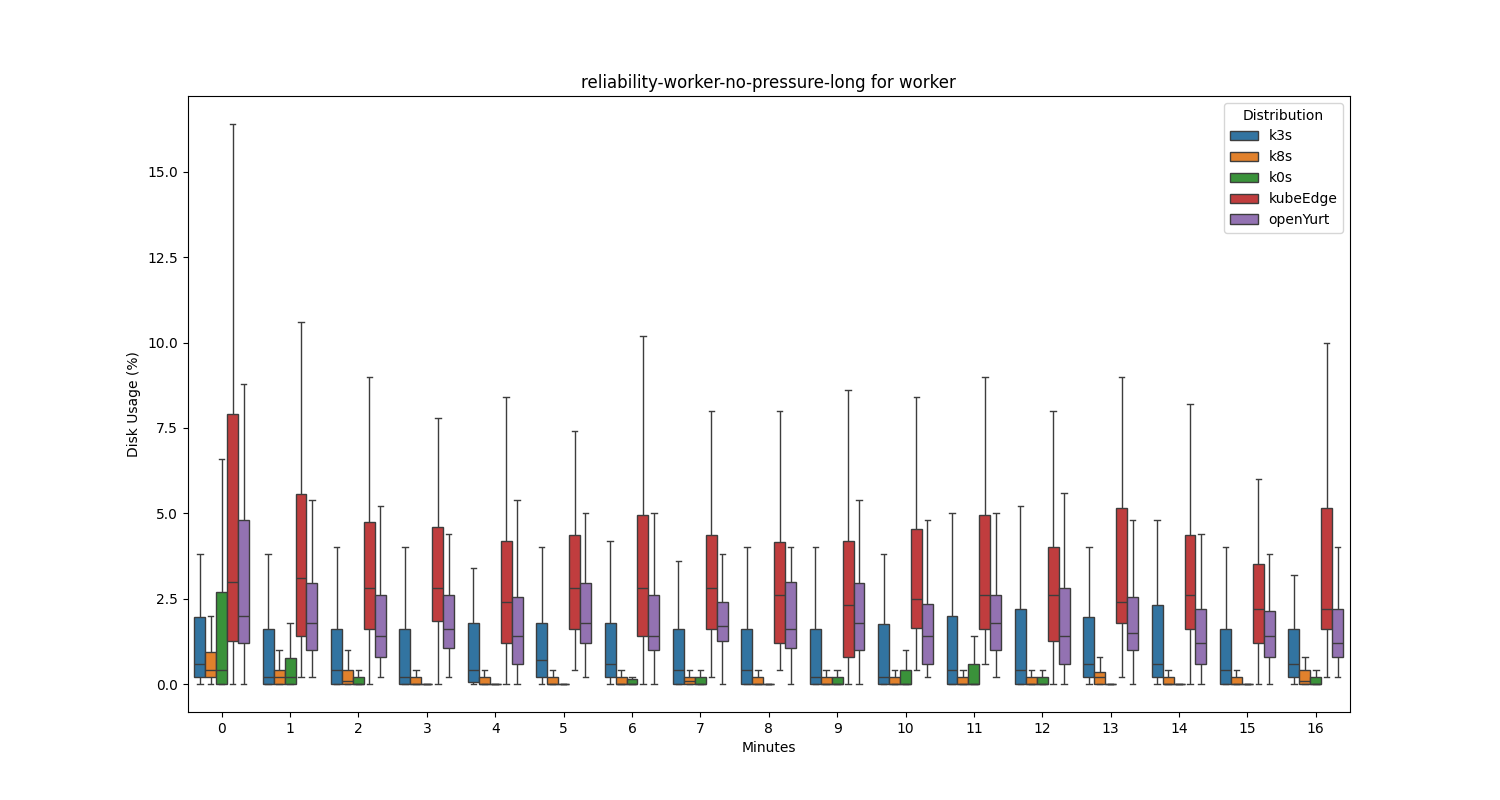 reliability-worker-no-pressure-long for worker
Distribution
k3s
k8s
k0s
kubeEdge
openYurt
15.0
12.5
10.0
7.5
5.0
2.5
0.0
Disk Usage (%)
0 1 2 3 4 5 6 7 8 9 10 11 12 13 14 15 16
Minutes